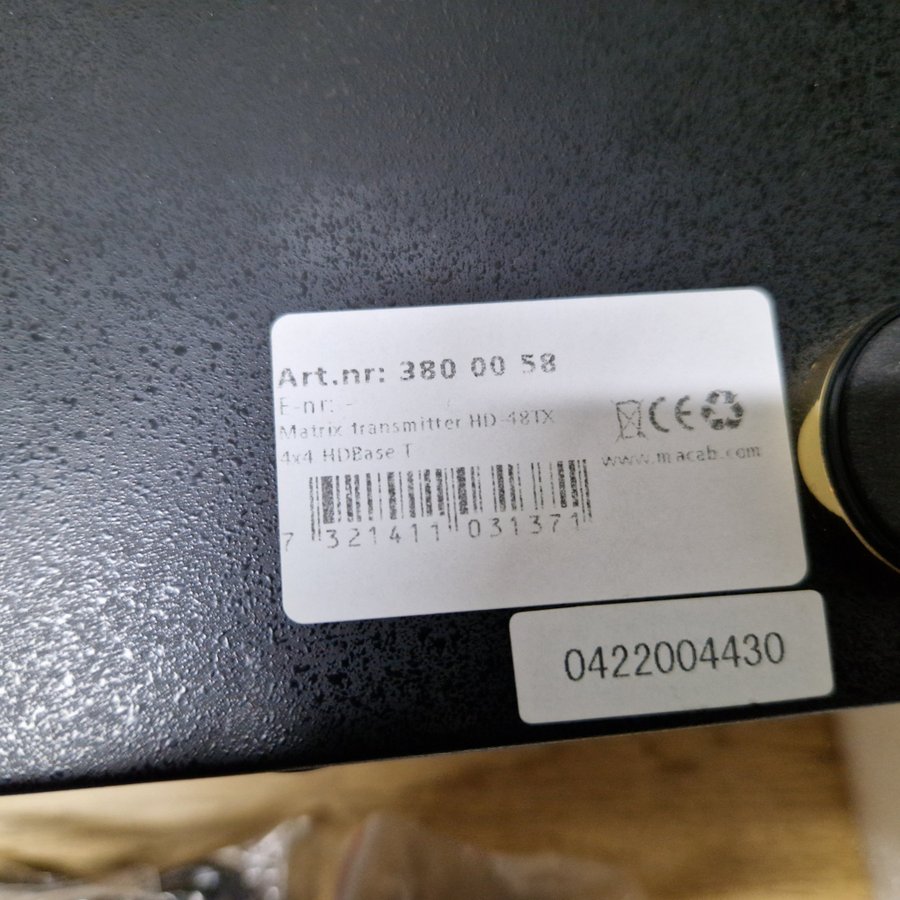 Art.nr: 380 00 58
E-nr: -
Matrix transmitter HD-48TX
4x4 HDBase T
www.macab.com
7 321411 031371
0422004430